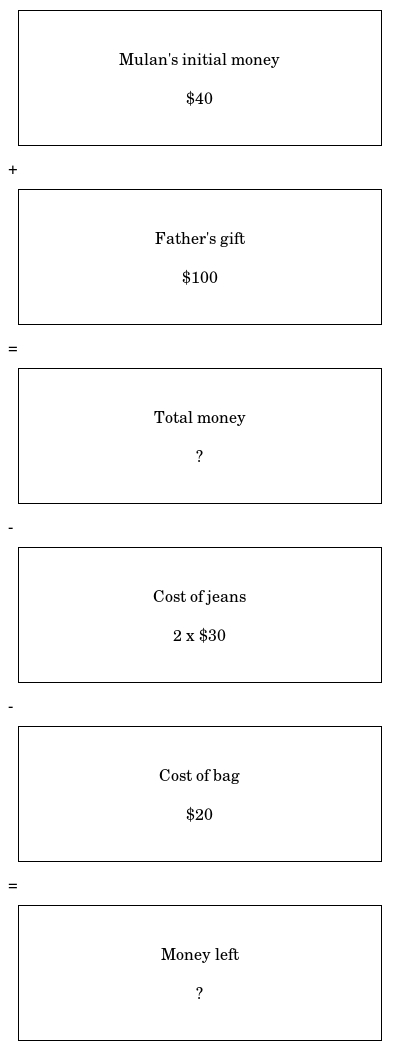 Mulan's initial money
$40
+
Father's gift
$100
=
Total money
?
-
Cost of jeans
2 x $30
-
Cost of bag
$20
=
Money left
?